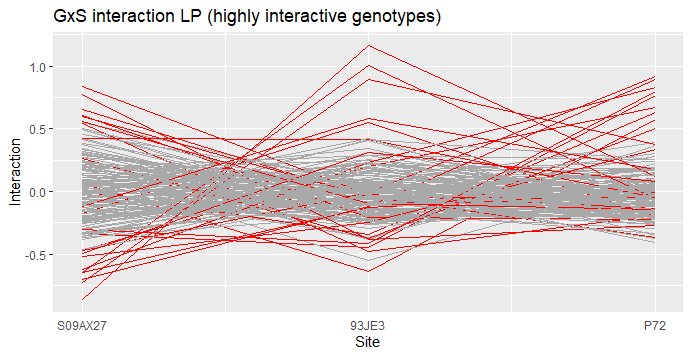 GxS interaction LP (highly interactive genotypes)
Interaction
1.0
0.5
0.0
-0.5
S09AX27 93JE3 P72
Site